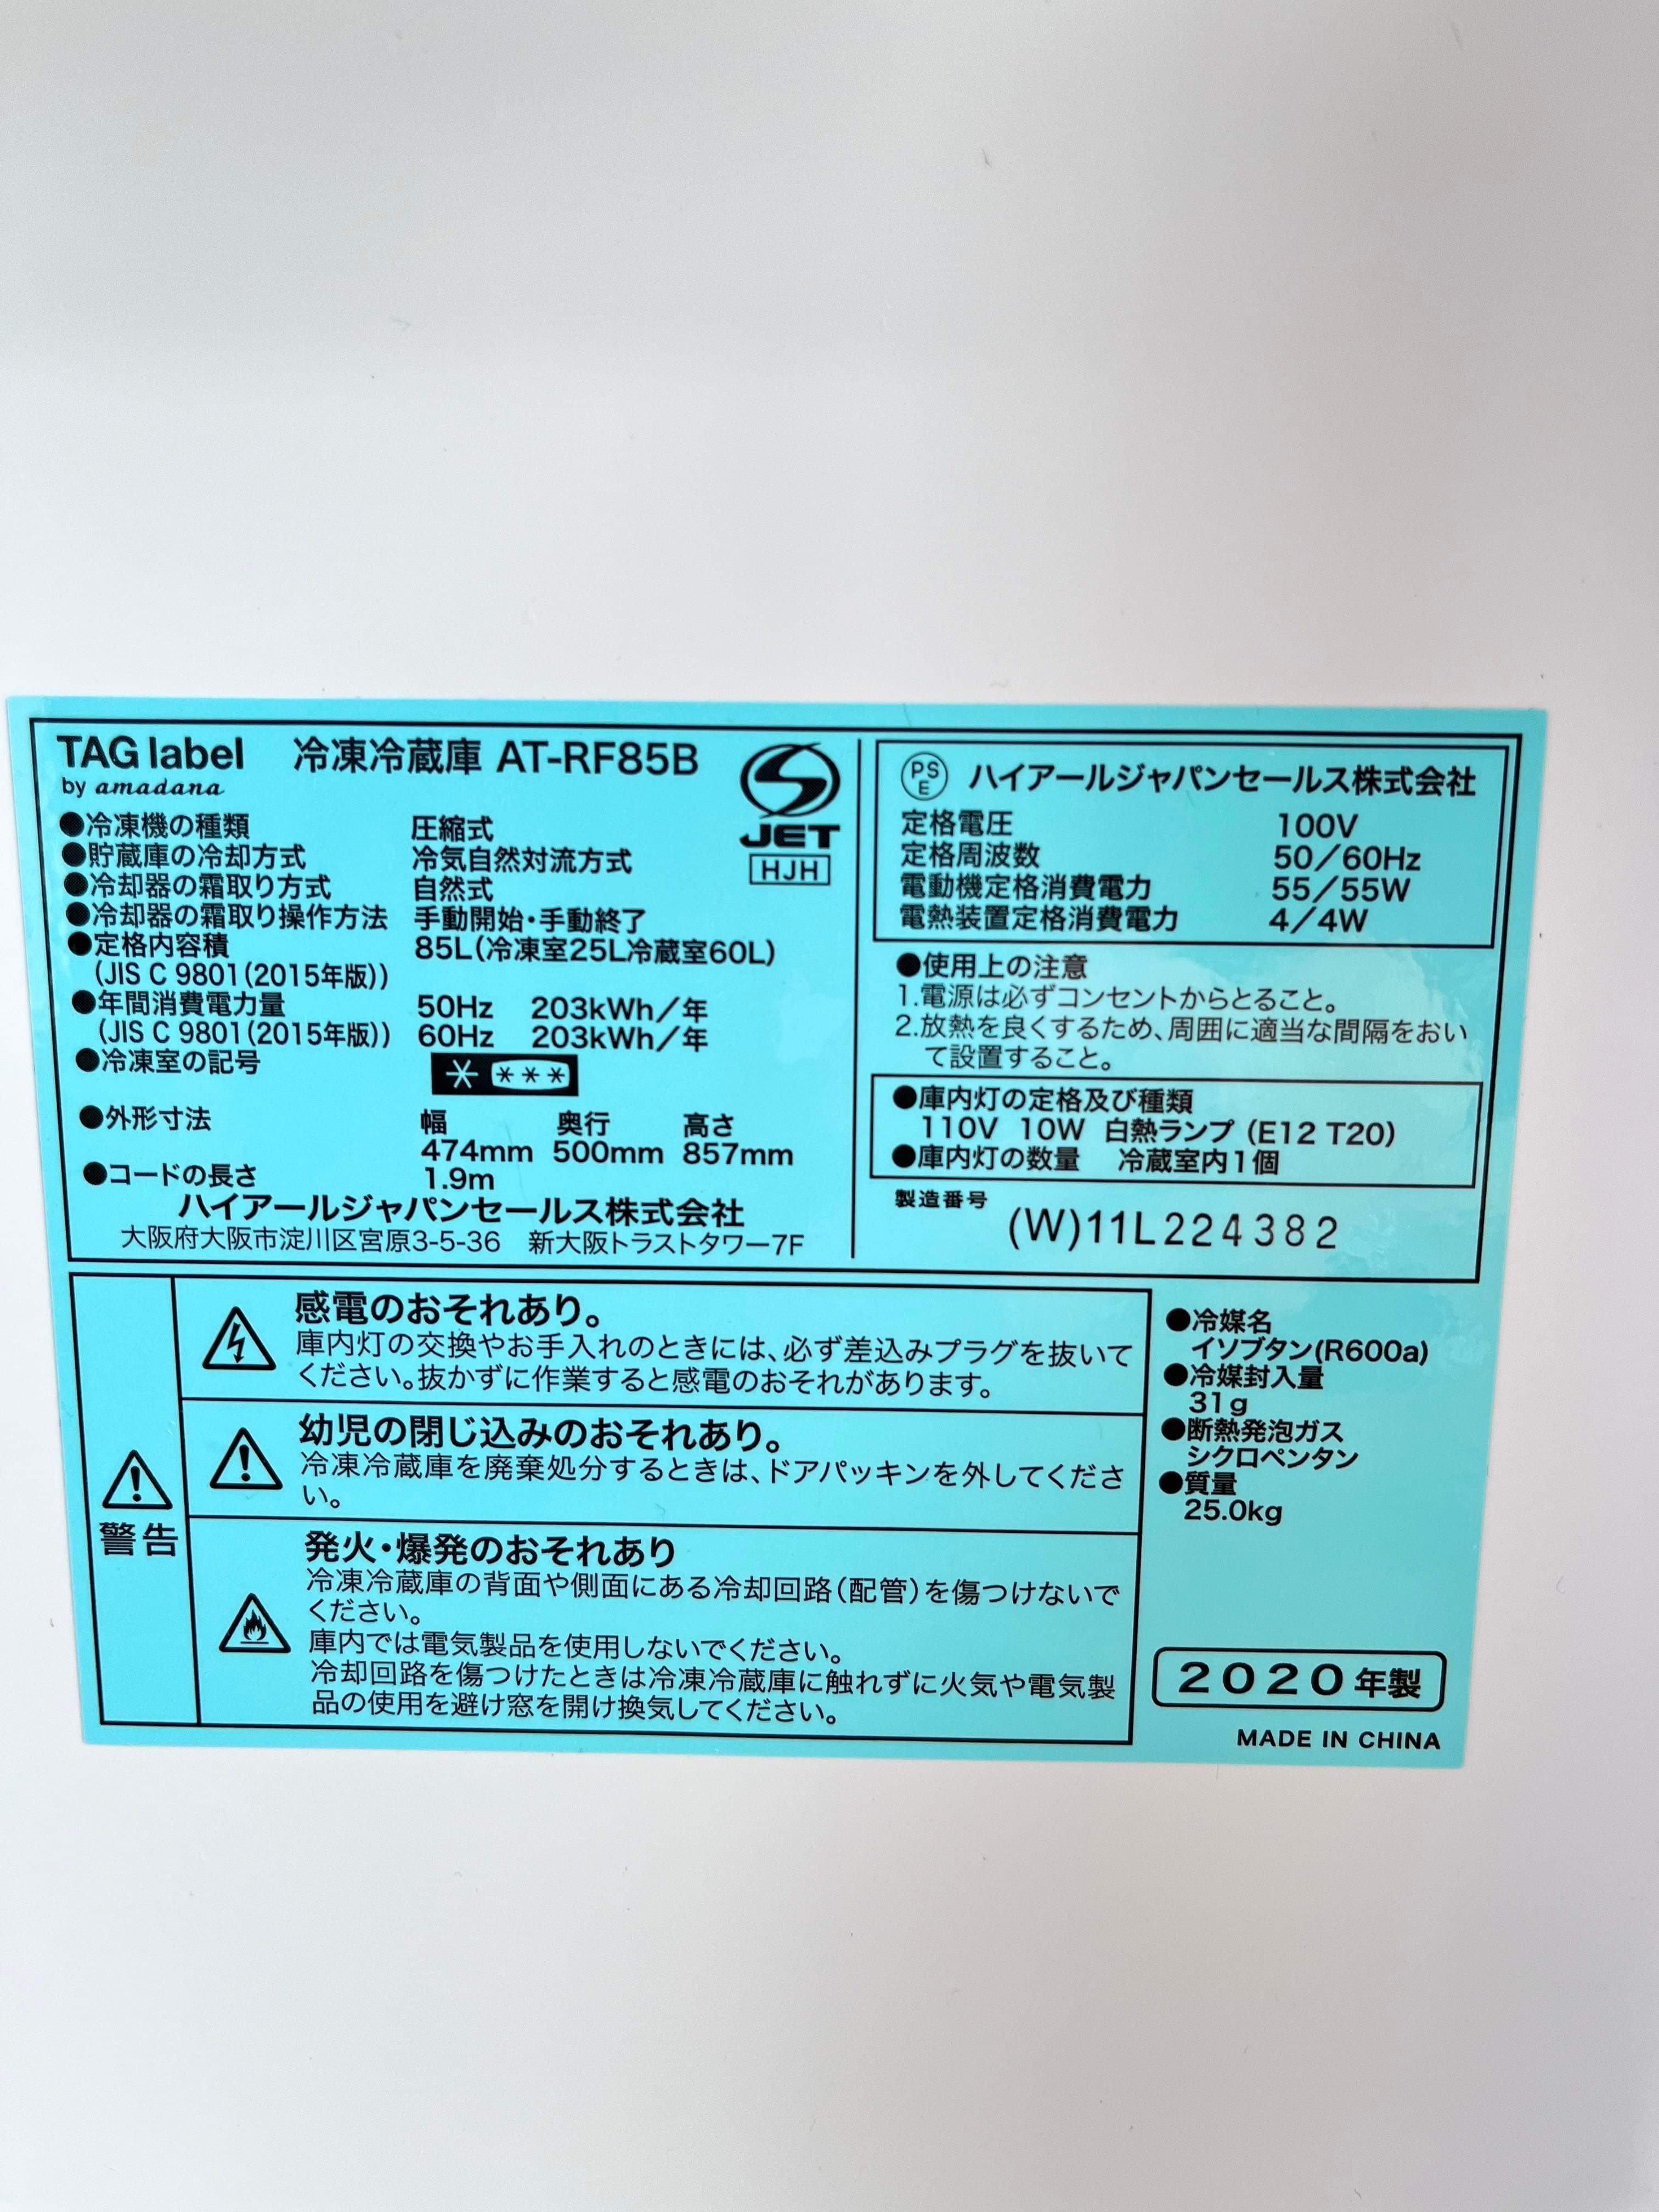 TAG label 冷凍冷蔵庫 AT-RF85B
by amadana
●冷凍機の種類 圧縮式
●貯蔵庫の冷却方式 冷気自然対流方式
●冷却器の霜取り方式 自然式
●冷却器の霜取り操作方法 手動開始・手動終了
●定格内容積 85L(冷凍室25L冷蔵室60L)
(JIS C 9801(2015年版))
●年間消費電力量 50Hz 203kWh/年
(JIS C 9801(2015年版)) 60Hz 203kWh/年
●冷凍室の記号 * ***
●外形寸法 幅 奥行 高さ
474mm 500mm 857mm
●コードの長さ 1.9m
ハイアールジャパンセールス株式会社
大阪府大阪市淀川区宮原3-5-36 新大阪トラストタワー7F
JET
HJH
PSE ハイアールジャパンセールス株式会社
定格電圧 100V
定格周波数 50/60Hz
電動機定格消費電力 55/55W
電熱装置定格消費電力 4/4W
●使用上の注意
1.電源は必ずコンセントからとること。
2.放熱を良くするため、周囲に適当な間隔をおい
て設置すること。
●庫内灯の定格及び種類
110V 10W 白熱ランプ (E12 T20)
●庫内灯の数量 冷蔵室内1個
製造番号 (W)11L224382
警告
感電のおそれあり。
庫内灯の交換やお手入れのときには、必ず差込みプラグを抜いて
ください。抜かずに作業すると感電のおそれがあります。
幼児の閉じ込みのおそれあり。
冷凍冷蔵庫を廃棄処分するときは、ドアパッキンを外してくださ
い。
発火・爆発のおそれあり
冷凍冷蔵庫の背面や側面にある冷却回路(配管)を傷つけないで
ください。
庫内では電気製品を使用しないでください。
冷却回路を傷つけたときは冷凍冷蔵庫に触れずに火気や電気製
品の使用を避け窓を開け換気してください。
●冷媒名
イソブタン(R600a)
●冷媒封入量
31g
●断熱発泡ガス
シクロペンタン
●質量
25.0kg
2020年製
MADE IN CHINA